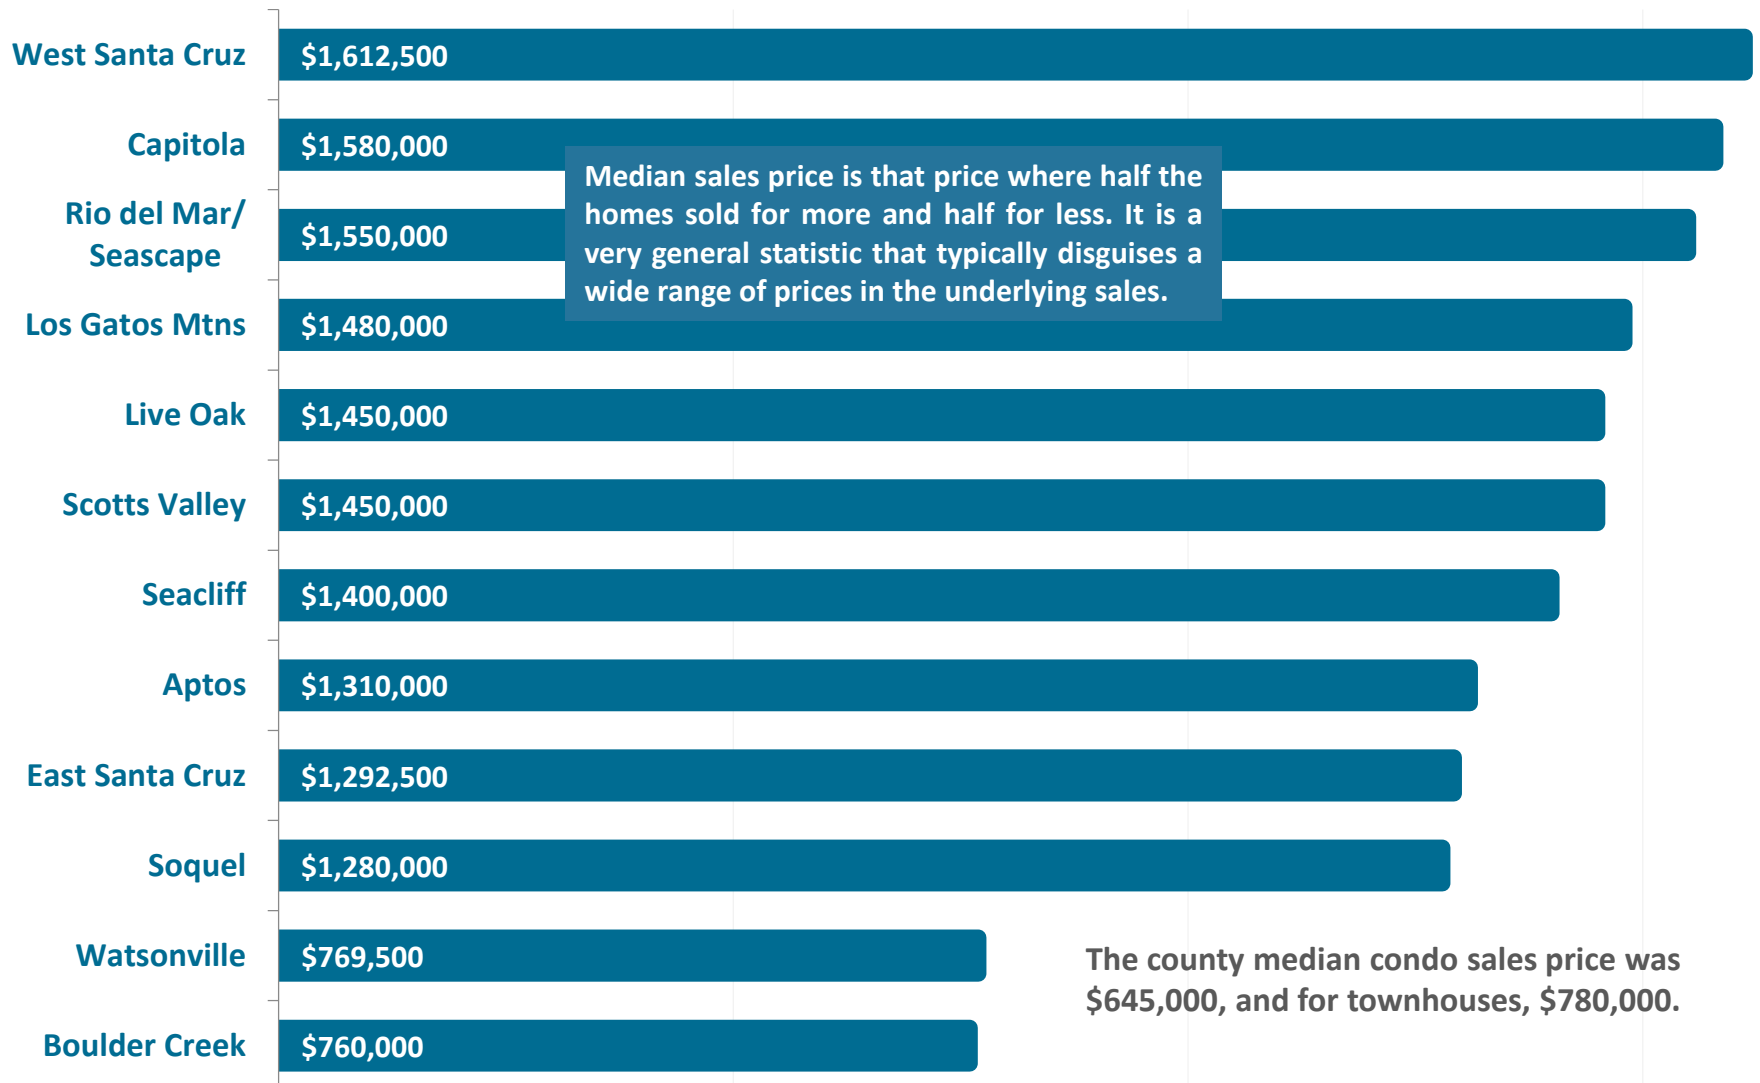 West Santa Cruz $1,612,500
Capitola $1,580,000
Rio del Mar/
Seascape $1,550,000
Los Gatos Mtns $1,480,000
Median sales price is that price where half the
homes sold for more and half for less. It is a
very general statistic that typically disguises a
wide range of prices in the underlying sales.
Live Oak $1,450,000
Scotts Valley $1,450,000
Seacliff $1,400,000
Aptos $1,310,000
East Santa Cruz $1,292,500
Soquel $1,280,000
Watsonville $769,500
Boulder Creek $760,000
The county median condo sales price was
$645,000, and for townhouses, $780,000.